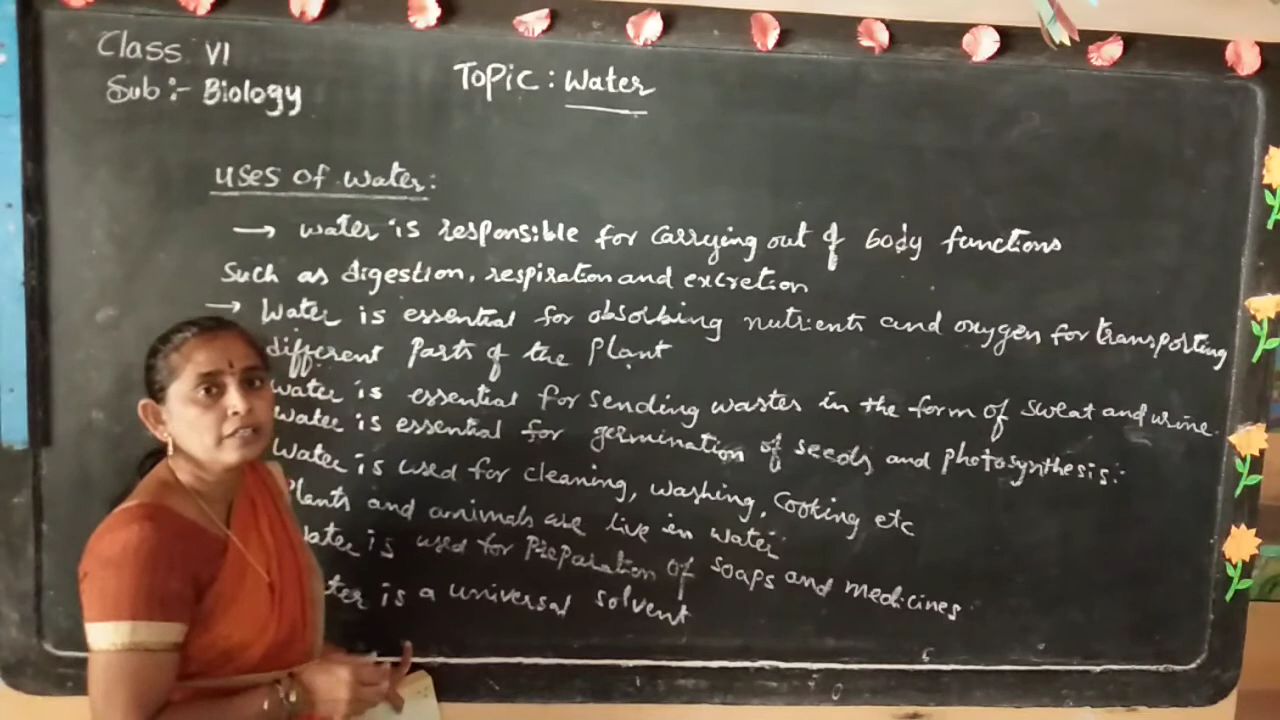 Class VI
Sub:- Biology
Topic: Water
uses of water:
→ water is responsible for carrying out of body functions
Such as digestion, respiration and excretion
→ Water is essential for absorbing nutrients and oxygen for transporting
different parts of the plant
water is essential for sending wastes in the form of sweat and urine.
Water is essential for germination of seeds and photosynthesis.
Water is used for cleaning, washing, cooking etc
Plants and animals are live in water
Water is used for preparation of soaps and medicines.
ter is a universal solvent